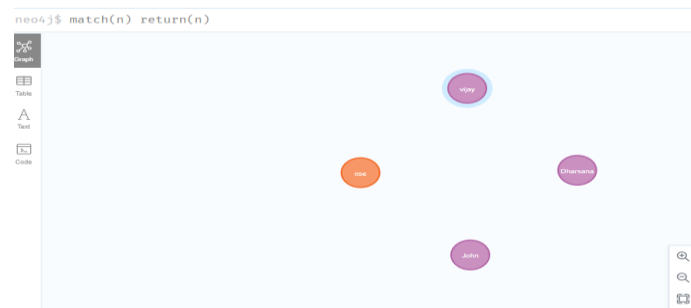 neo4j$ match(n) return(n)
Graph
Table
Text
Code
vijay
Dharsana
John